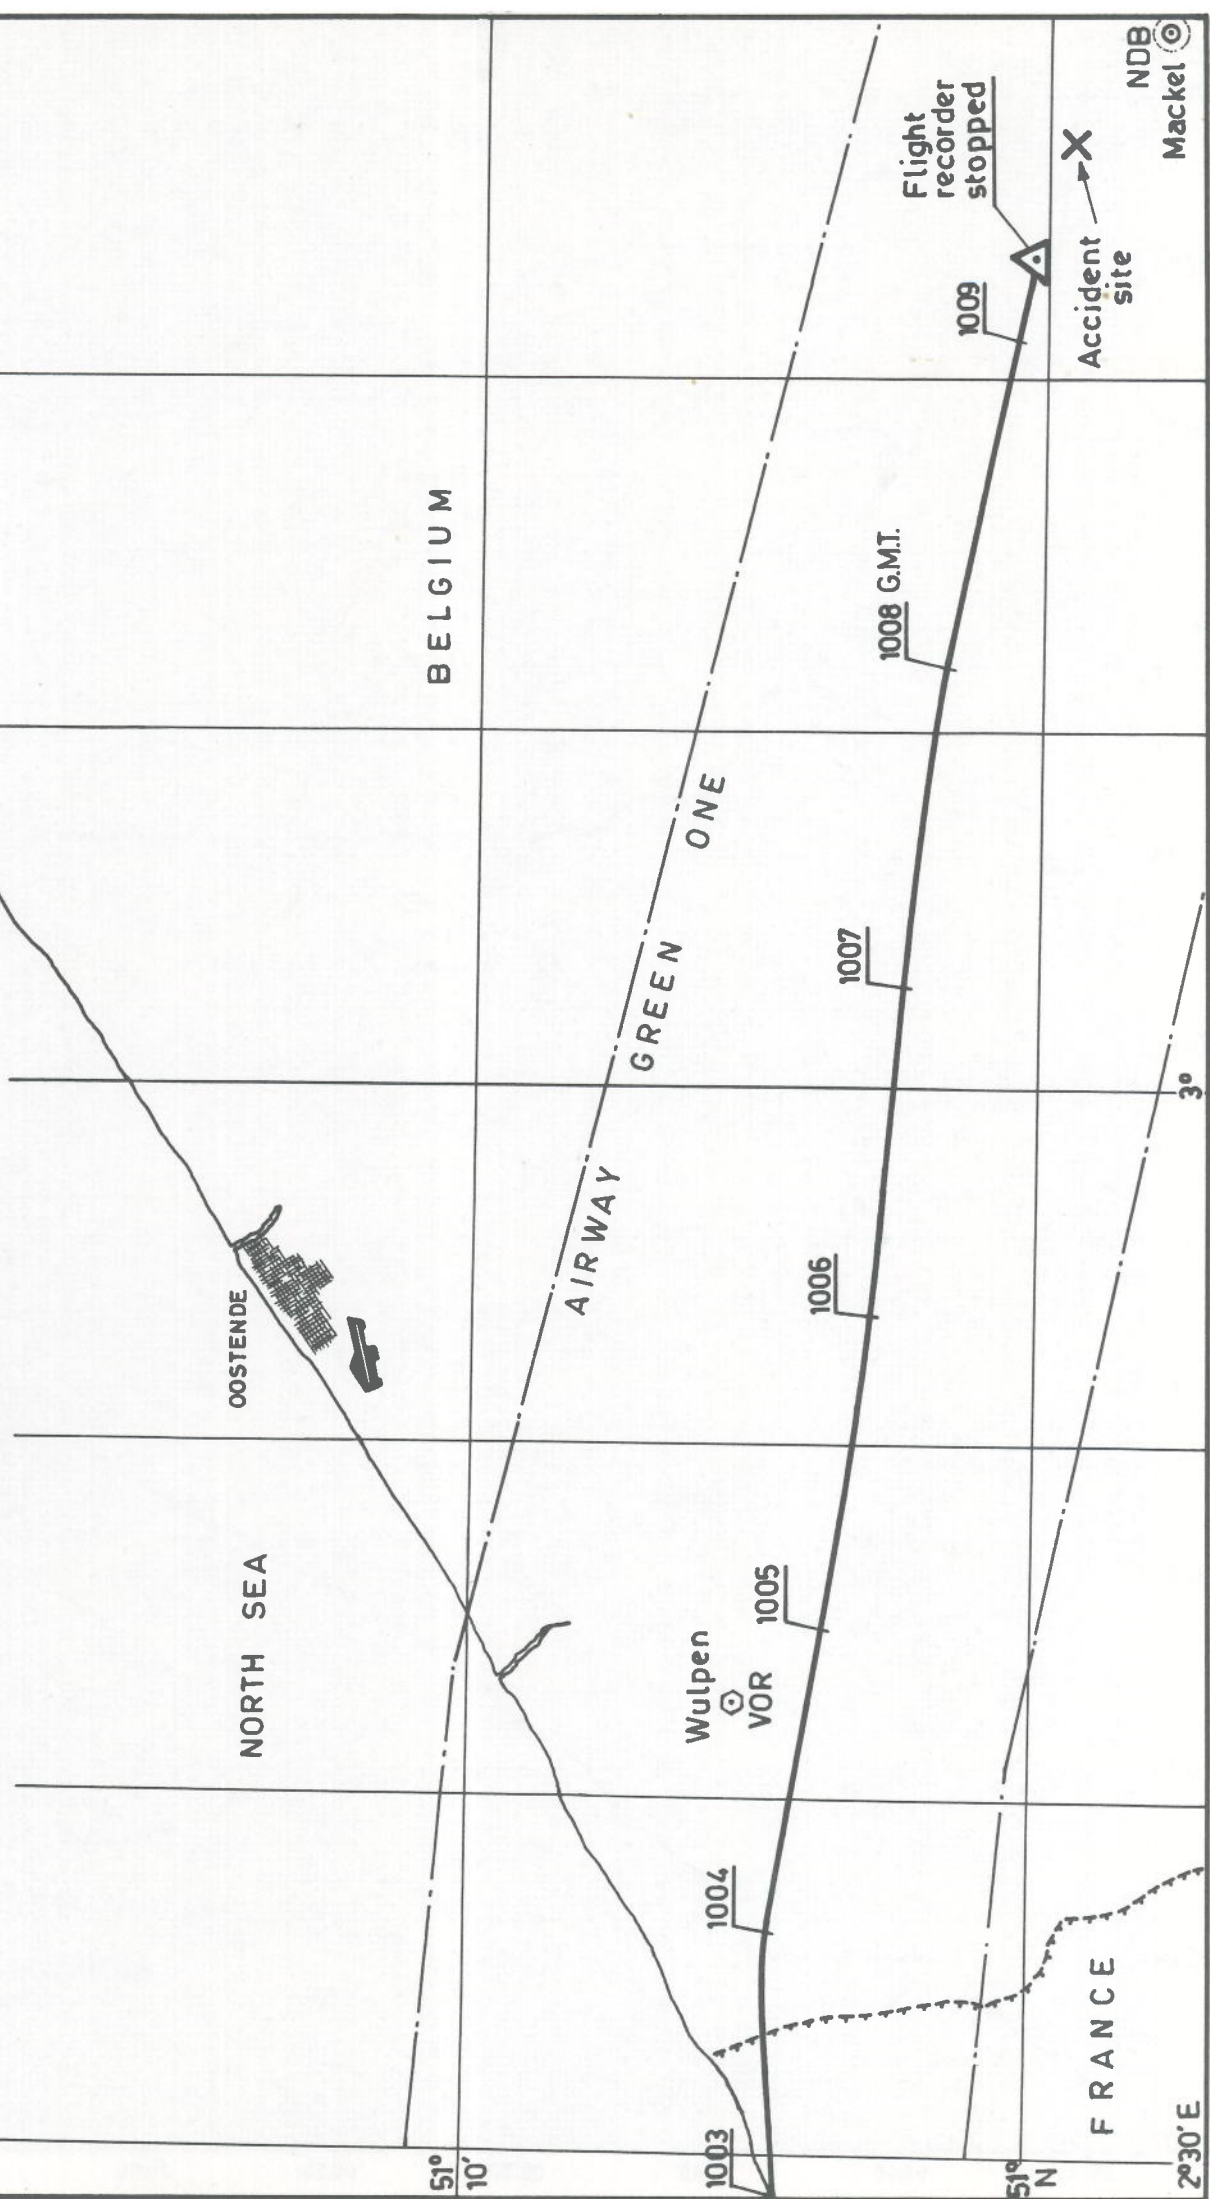 NORTH SEA
OOSTENDE
BELGIUM
51°
10'
AIRWAY GREEN ONE
Wulpen
VOR
1003
1004
1005
1006
1007
1008 G.M.T.
1009
Flight
recorder
stopped
Accident
site
NDB
Mackel
FRANCE
51°
N
2°30'E
3°